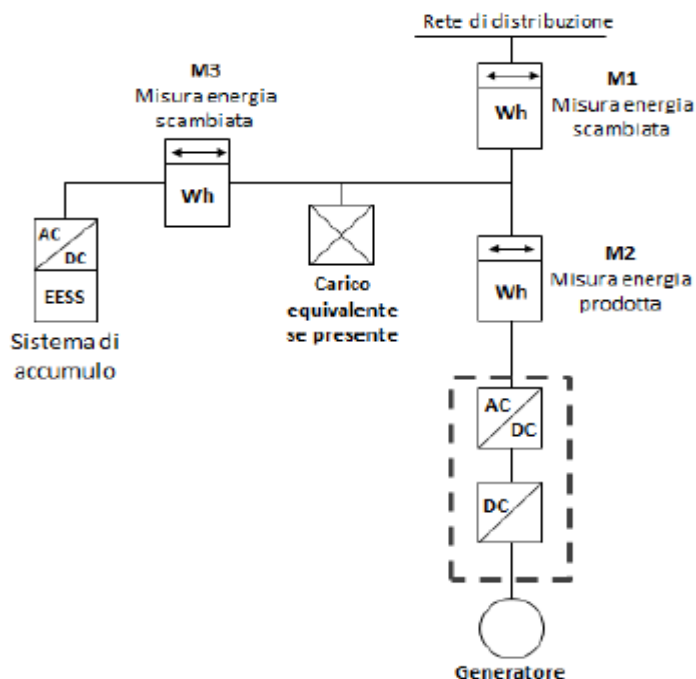 Rete di distribuzione
M3
Misura energia
scambiata
Wh
M1
Misura energia
scambiata
Wh
AC
DC
EESS
Sistema di
accumulo
Carico
equivalente
se presente
Wh
M2
Misura energia
prodotta
AC
DC
DC
Generatore